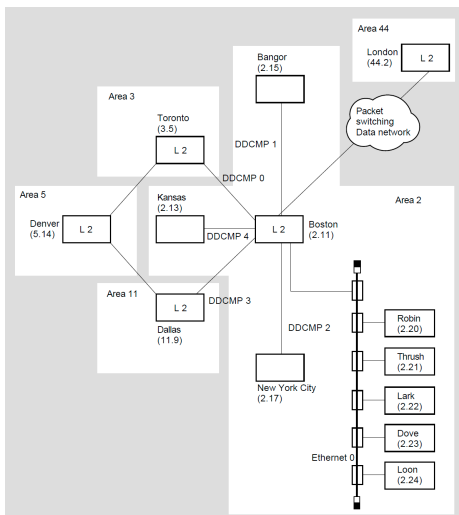 Area 44
London
(44.2)
L 2
Bangor
(2.15)
Area 3
Toronto
(3.5)
L 2
Packet
switching
Data network
DDCMP 1
DDCMP 0
Area 5
Kansas
(2.13)
Area 2
Denver
(5.14)
L 2
L 2
Boston
(2.11)
DDCMP 4
Area 11
L 2
DDCMP 3
Dallas
(11.9)
DDCMP 2
Robin
(2.20)
Thrush
(2.21)
New York City
(2.17)
Lark
(2.22)
Dove
(2.23)
Ethernet 0
Loon
(2.24)